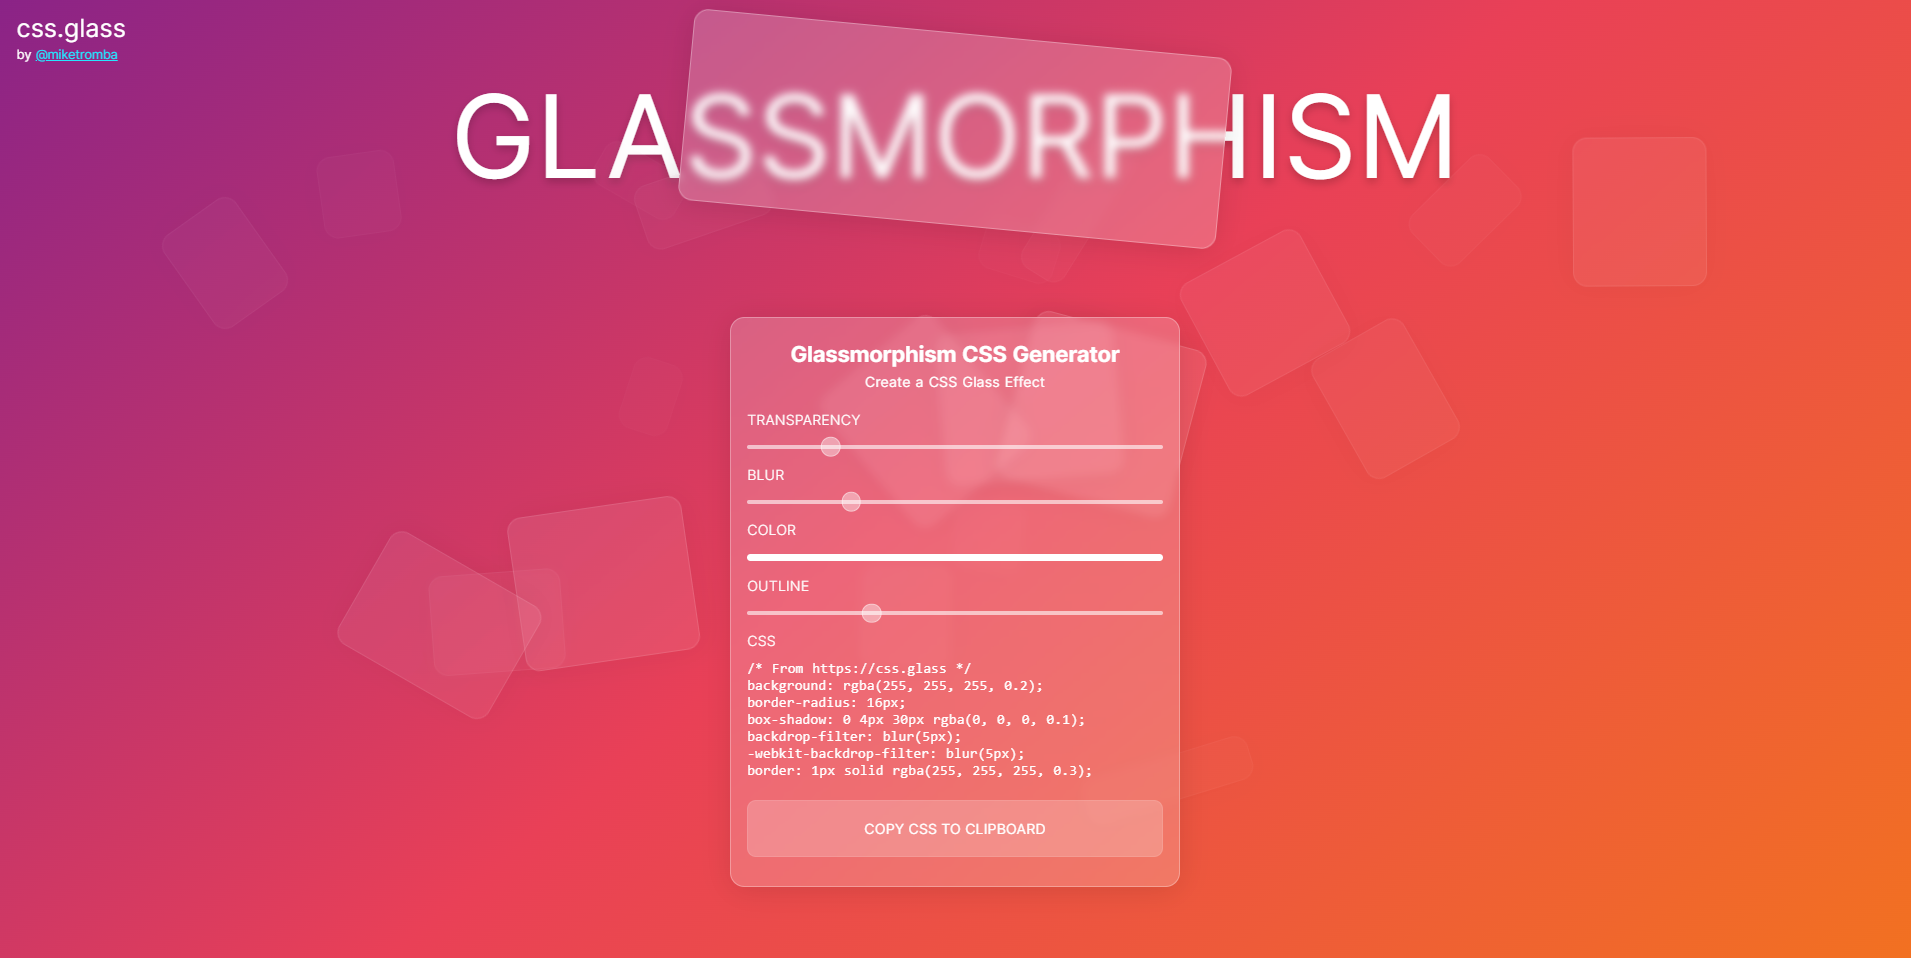 css.glass
by @miketromba
GLASSMORPHISM
Glassmorphism CSS Generator
Create a CSS Glass Effect
TRANSPARENCY
BLUR
COLOR
OUTLINE
CSS
/* From https://css.glass */
background: rgba(255, 255, 255, 0.2);
border-radius: 16px;
box-shadow: 0 4px 30px rgba(0, 0, 0, 0.1);
backdrop-filter: blur(5px);
-webkit-backdrop-filter: blur(5px);
border: 1px solid rgba(255, 255, 255, 0.3);
COPY CSS TO CLIPBOARD